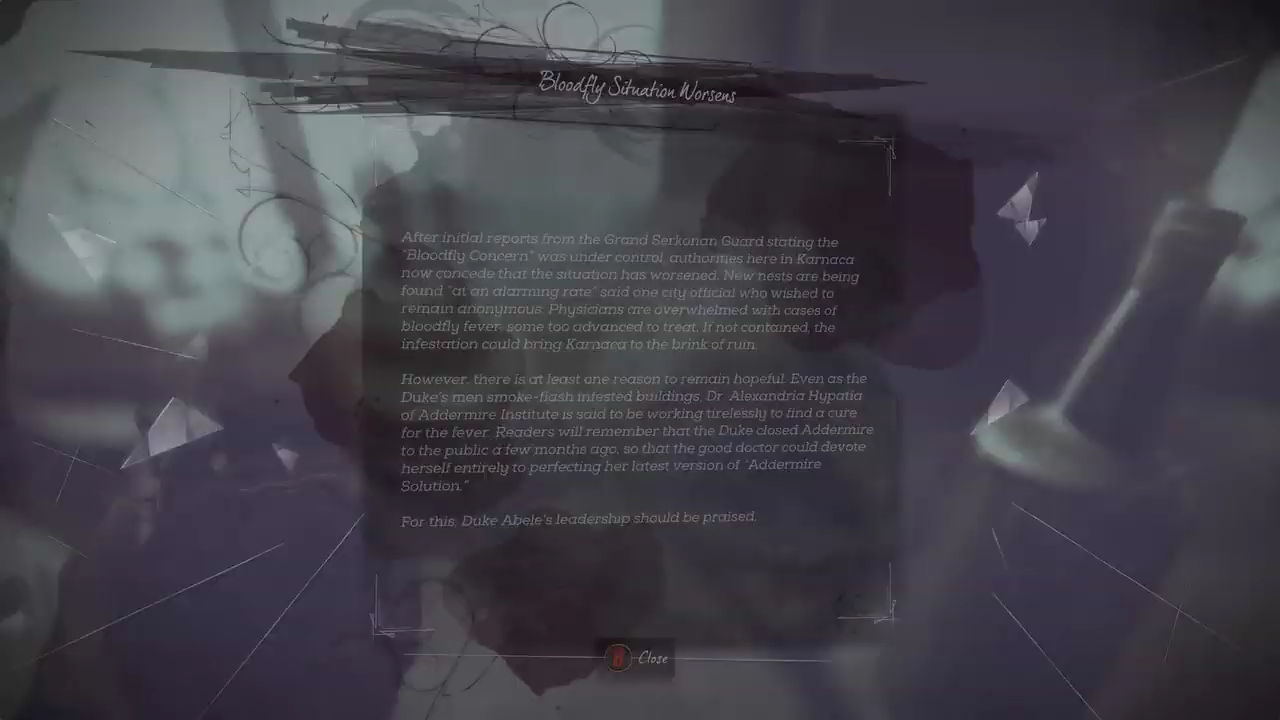 Bloodfly Situation Worsens
After initial reports from the Grand Serkonan Guard stating the
"Bloodfly Concern" was under control, authorities here in Karnaca
now concede that the situation has worsened. New nests are being
found "at an alarming rate" said one city official who wished to
remain anonymous. Physicians are overwhelmed with cases of
bloodfly fever, some too advanced to treat. If not contained, the
infestation could bring Karnaca to the brink of ruin.
However, there is at least one reason to remain hopeful. Even as the
Duke's men smoke-flash infested buildings, Dr. Alexandria Hypatia
of Addermire Institute is said to be working tirelessly to find a cure
for the fever. Readers will remember that the Duke closed Addermire
to the public a few months ago, so that the good doctor could devote
herself entirely to perfecting her latest version of "Addermire
Solution."
For this, Duke Abele's leadership should be praised.
B Close